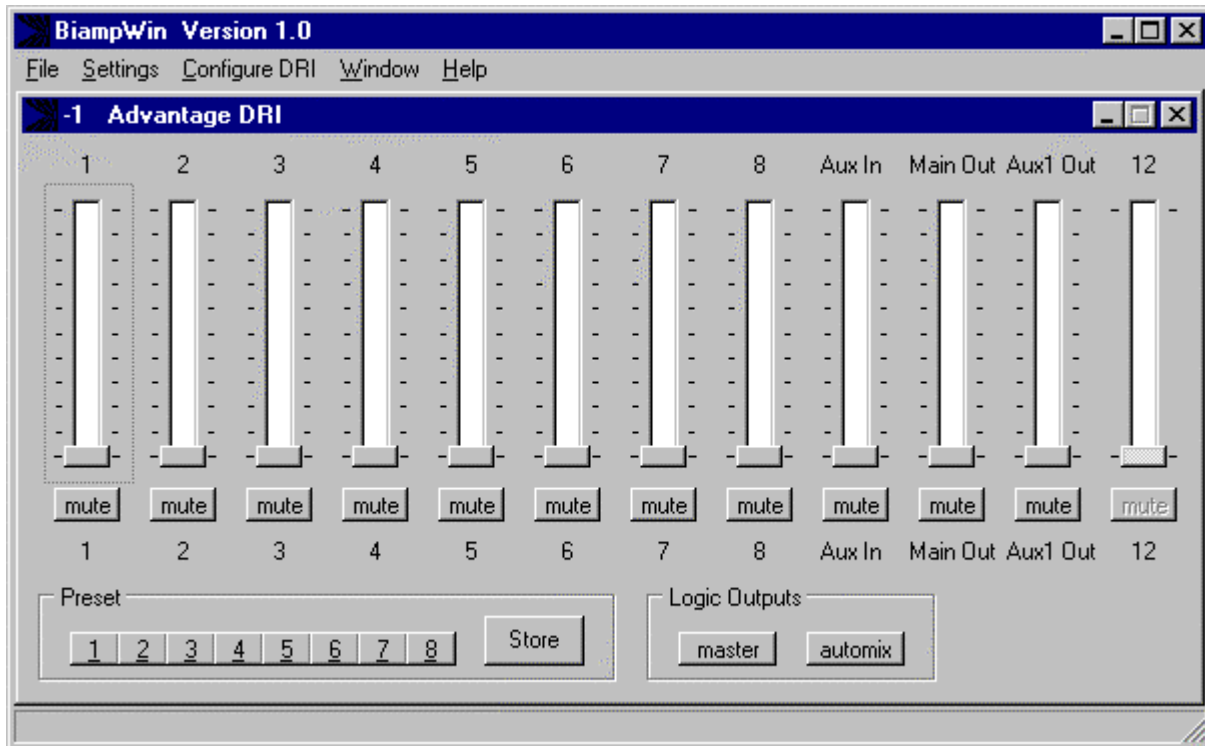 BiampWin Version 1.0
File Settings Configure DRI Window Help
-1 Advantage DRI
1 2 3 4 5 6 7 8 Aux In Main Out Aux1 Out 12
mute mute mute mute mute mute mute mute mute mute mute mute
1 2 3 4 5 6 7 8 Aux In Main Out Aux1 Out 12
Preset Logic Outputs
1 2 3 4 5 6 7 8 Store master automix